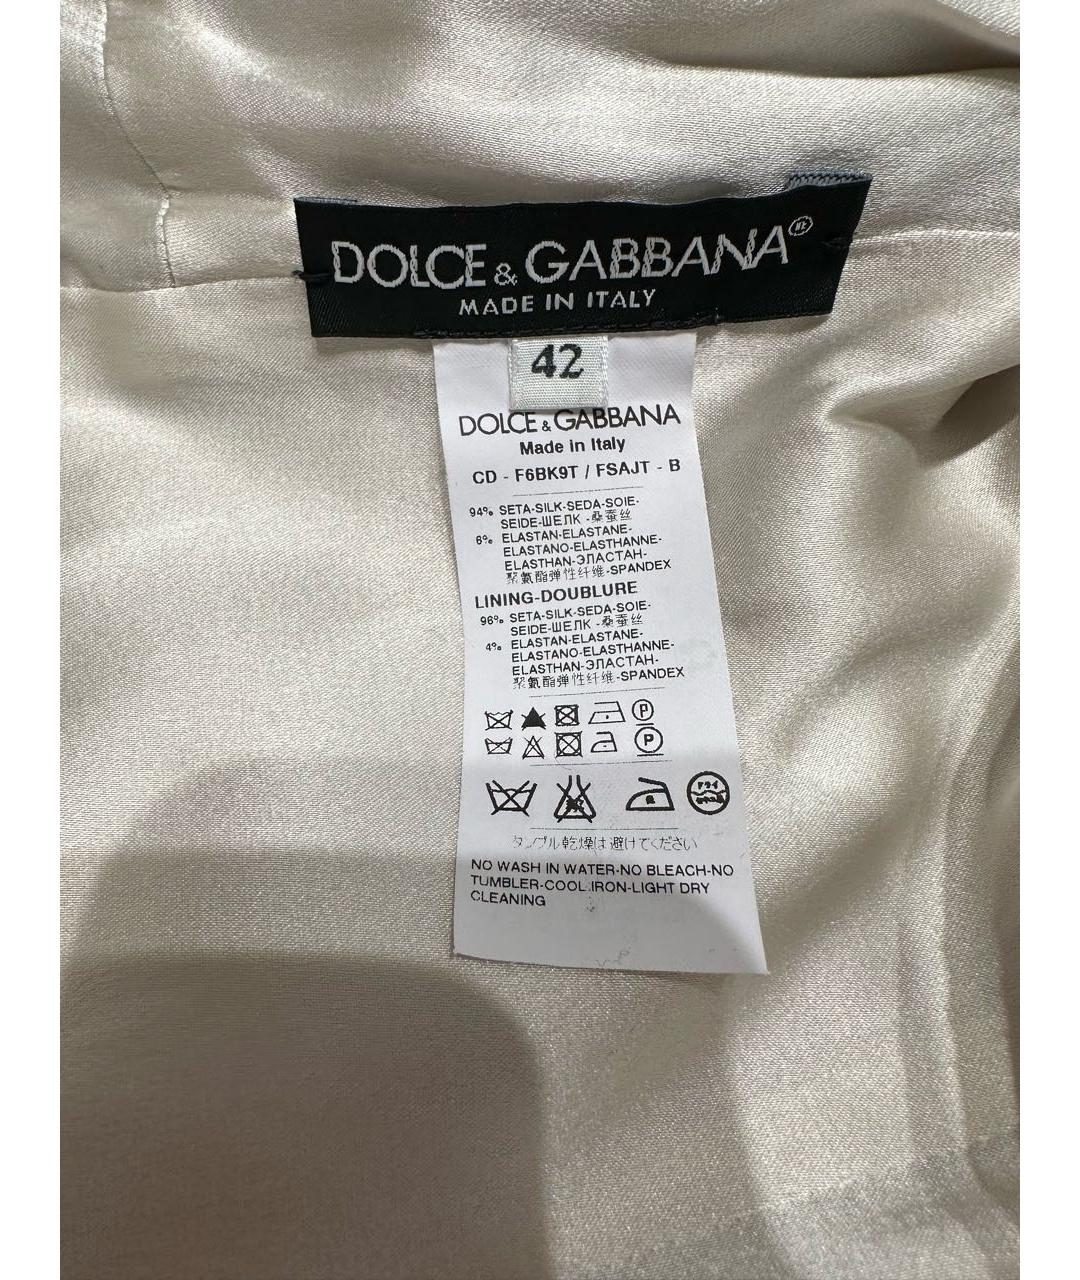 DOLCE & GABBANA
MADE IN ITALY
42
DOLCE & GABBANA
Made in Italy
CD - F6BK9T / FSAJT - B
94% SETA-SILK-SEDA-SOIE-
SEIDE-ШЕЛК -桑蚕丝
6% ELASTAN-ELASTANE-
ELASTANO-ELASTHANNE-
ELASTHAN-ЭЛАСТАН-
聚氨酯弹性纤维-SPANDEX
LINING-DOUBLURE
96% SETA-SILK-SEDA-SOIE-
SEIDE-ШЕЛК -桑蚕丝
4% ELASTAN-ELASTANE-
ELASTANO-ELASTHANNE-
ELASTHAN-ЭЛАСТАН-
聚氨酯弹性纤维-SPANDEX
P
P
ドライ
タンブル乾燥は避けてください
NO WASH IN WATER-NO BLEACH-NO
TUMBLER-COOL IRON-LIGHT DRY
CLEANING